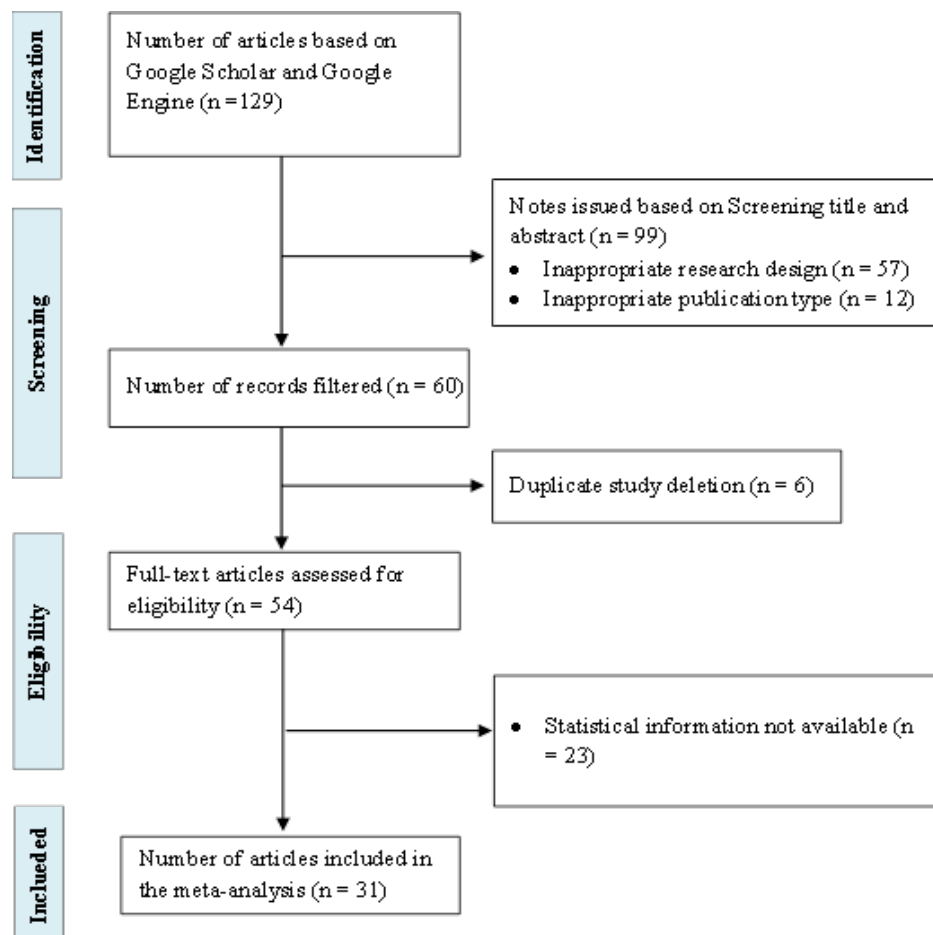 Identification
Number of articles based on
Google Scholar and Google
Engine (n =129)
Screening
Notes issued based on Screening title and
abstract (n = 99)
• Inappropriate research design (n = 57)
• Inappropriate publication type (n = 12)
Number of records filtered (n = 60)
Duplicate study deletion (n = 6)
Eligibility
Full-text articles assessed for
eligibility (n = 54)
• Statistical information not available (n
= 23)
Inclueded
Number of articles included in
the meta-analysis (n = 31)